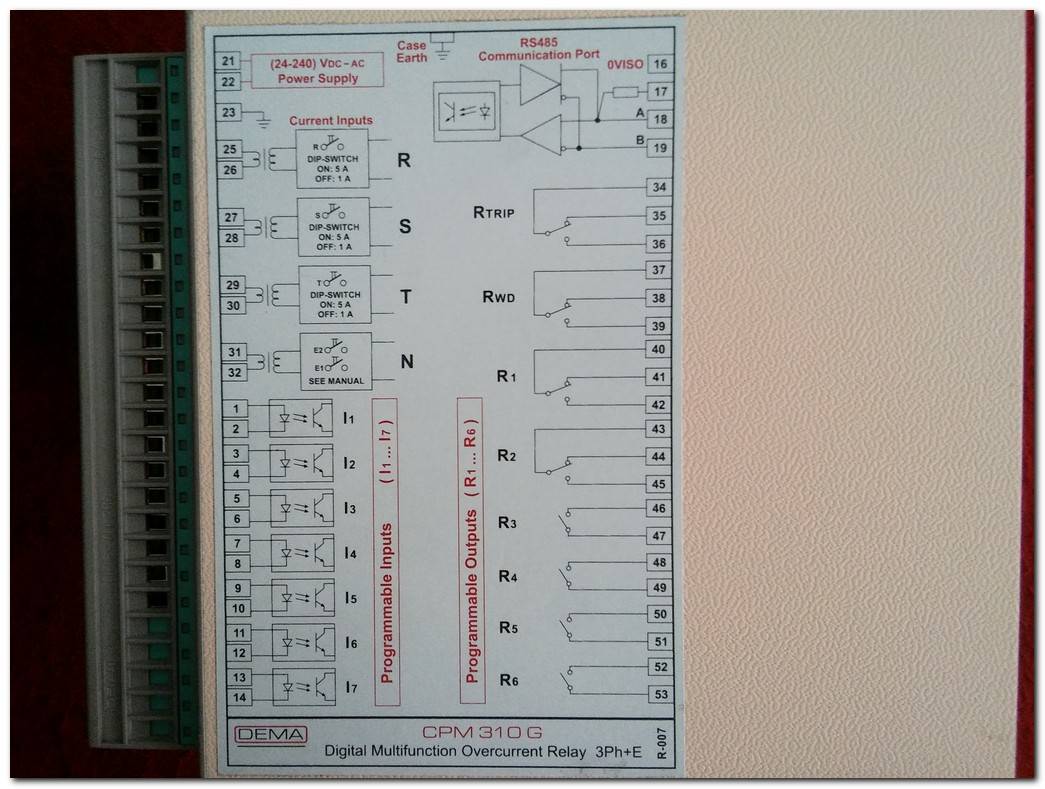 21
(24-240) VDC – AC
Power Supply
22
Case
Earth
RS485
Communication Port
0VISO
16
17
A
18
B
19
23
Current Inputs
25
26
R
DIP-SWITCH
ON: 5 A
OFF: 1 A
R
27
28
S
DIP-SWITCH
ON: 5 A
OFF: 1 A
S
29
30
T
DIP-SWITCH
ON: 5 A
OFF: 1 A
T
31
32
E2
E1
SEE MANUAL
N
1
2
I1
3
4
I2
5
6
I3
7
8
I4
9
10
I5
11
12
I6
13
14
I7
Programmable Inputs (I1 ... I7)
Programmable Outputs (R1 ... R6)
RTRIP
34
35
36
RWD
37
38
39
R1
40
41
42
R2
43
44
45
R3
46
47
R4
48
49
R5
50
51
R6
52
53
DEMA
CPM 310 G
Digital Multifunction Overcurrent Relay 3Ph+E
R-007